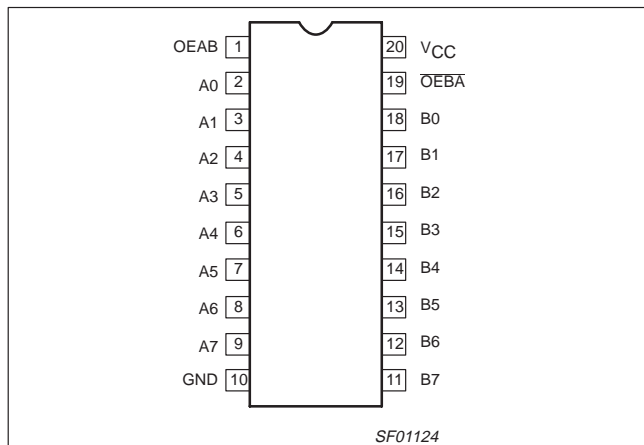 OEAB 1 20 VCC
A0 2 19 O̅E̅B̅A̅
A1 3 18 B0
A2 4 17 B1
A3 5 16 B2
A4 6 15 B3
A5 7 14 B4
A6 8 13 B5
A7 9 12 B6
GND 10 11 B7
SF01124